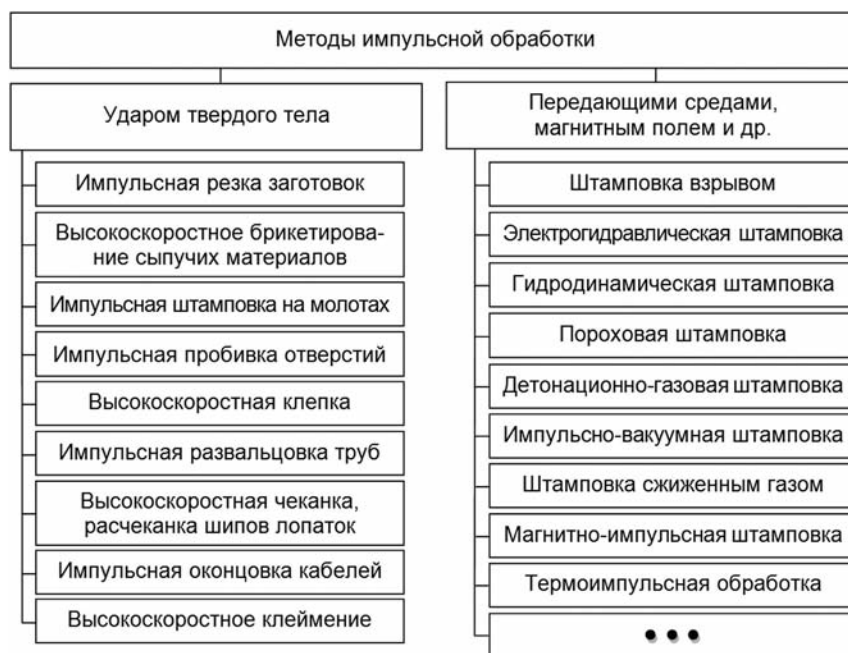 Методы импульсной обработки
Ударом твердого тела
Импульсная резка заготовок
Высокоскоростное брикетирова-
ние сыпучих материалов
Импульсная штамповка на молотах
Импульсная пробивка отверстий
Высокоскоростная клепка
Импульсная развальцовка труб
Высокоскоростная чеканка,
расчеканка шипов лопаток
Импульсная оконцовка кабелей
Высокоскоростное клеймение
Передающими средами,
магнитным полем и др.
Штамповка взрывом
Электрогидравлическая штамповка
Гидродинамическая штамповка
Пороховая штамповка
Детонационно-газовая штамповка
Импульсно-вакуумная штамповка
Штамповка сжиженным газом
Магнитно-импульсная штамповка
Термоимпульсная обработка
• • •